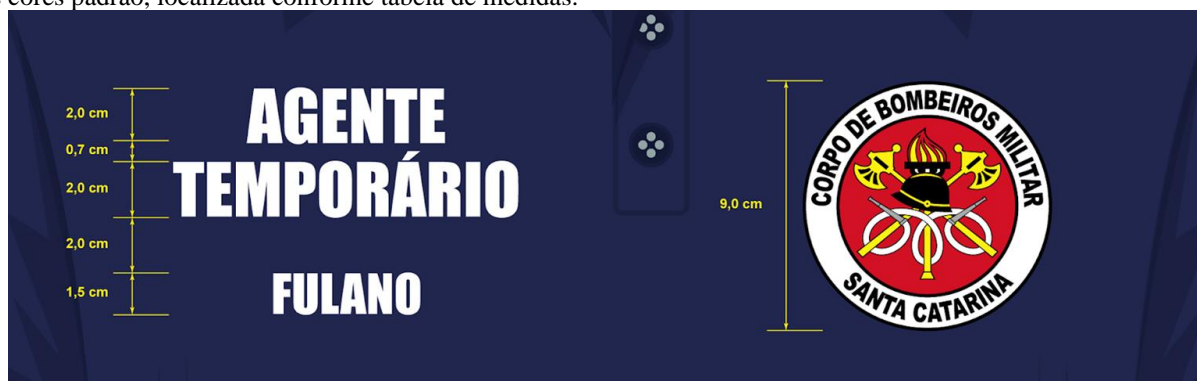 cores padrão, localizada conforme tabela de medidas.
2,0 cm
0,7 cm
2,0 cm
2,0 cm
1,5 cm
AGENTE
TEMPORÁRIO
FULANO
9,0 cm
CORPO DE BOMBEIROS MILITAR
SANTA CATARINA